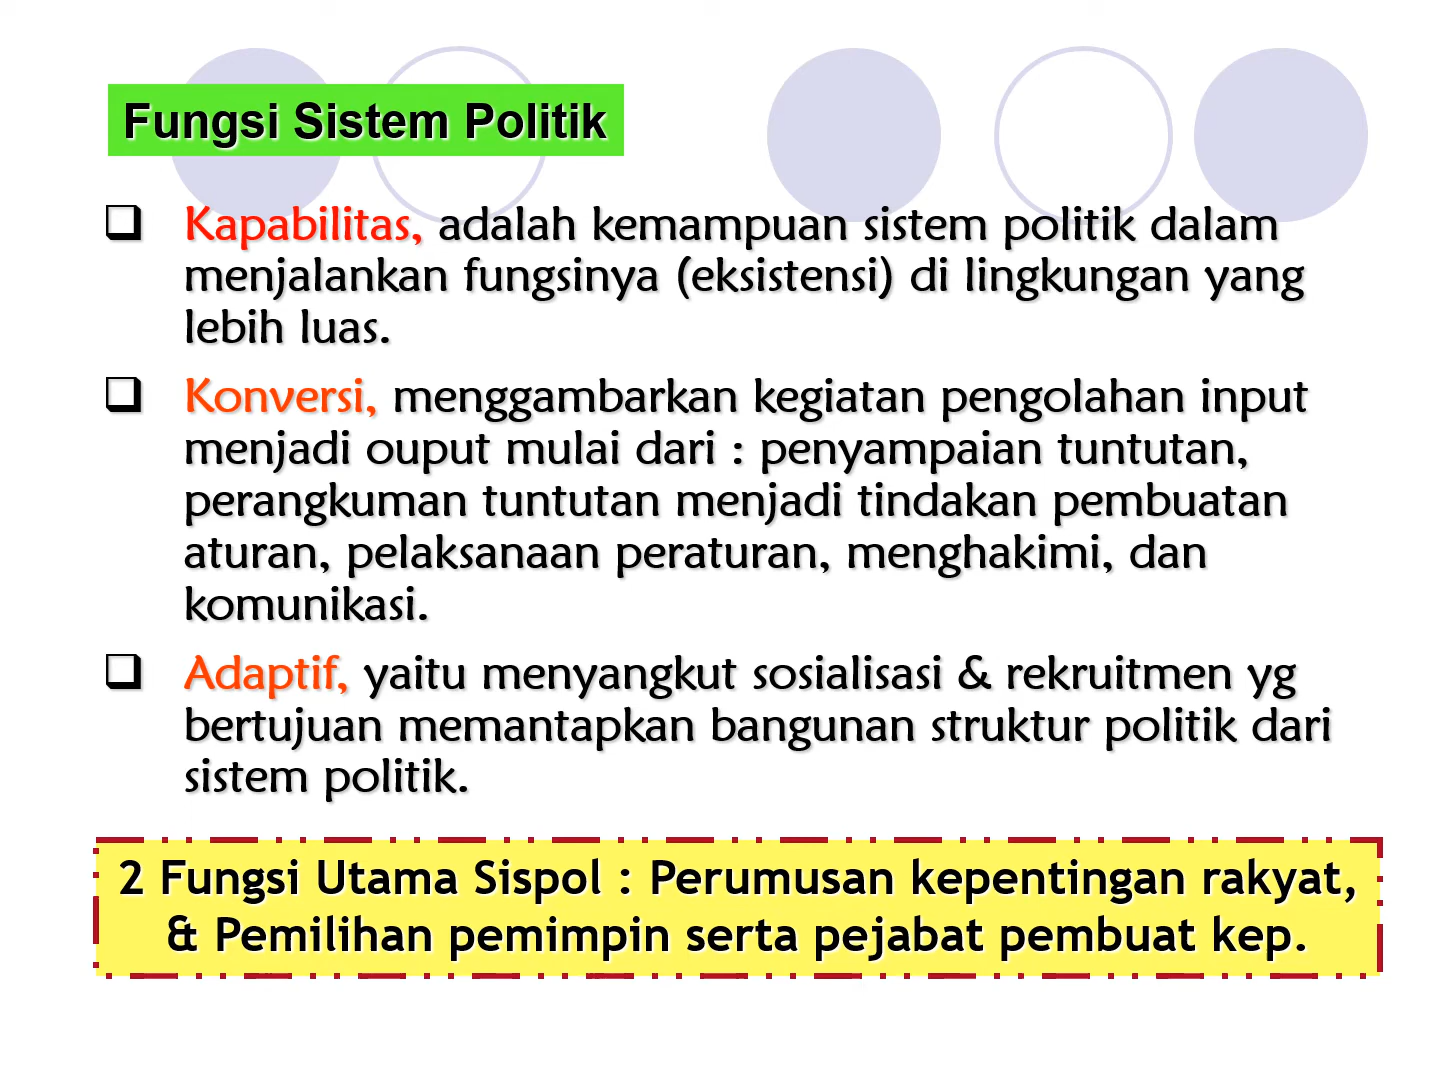 Fungsi Sistem Politik
Kapabilitas, adalah kemampuan sistem politik dalam
menjalankan fungsinya (eksistensi) di lingkungan yang
lebih luas.
Konversi, menggambarkan kegiatan pengolahan input
menjadi ouput mulai dari : penyampaian tuntutan,
perangkuman tuntutan menjadi tindakan pembuatan
aturan, pelaksanaan peraturan, menghakimi, dan
komunikasi.
Adaptif, yaitu menyangkut sosialisasi & rekruitmen yg
bertujuan memantapkan bangunan struktur politik dari
sistem politik.
2 Fungsi Utama Sispol : Perumusan kepentingan rakyat,
& Pemilihan pemimpin serta pejabat pembuat kep.